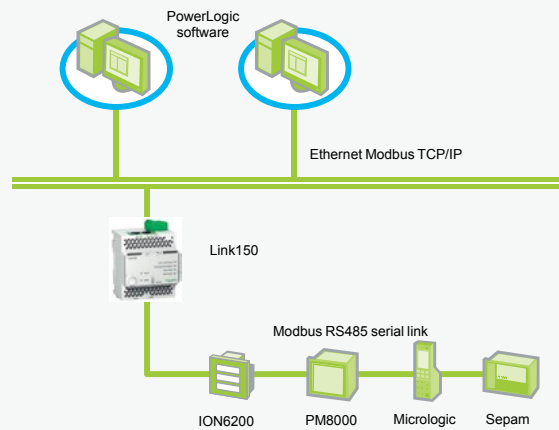 PowerLogic
software
Ethernet Modbus TCP/IP
Link150
Modbus RS485 serial link
ION6200
PM8000
Micrologic
Sepam